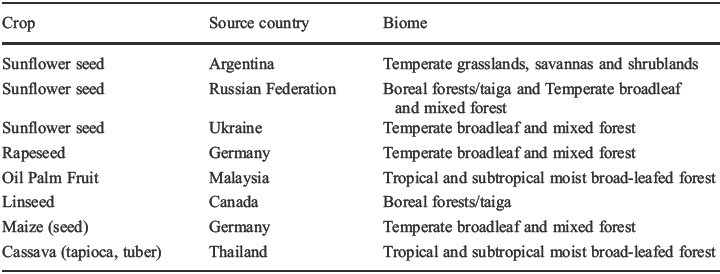 Crop Source country Biome
Sunflower seed Argentina Temperate grasslands, savannas and shrublands
Sunflower seed Russian Federation Boreal forests/taiga and Temperate broadleaf
and mixed forest
Sunflower seed Ukraine Temperate broadleaf and mixed forest
Rapeseed Germany Temperate broadleaf and mixed forest
Oil Palm Fruit Malaysia Tropical and subtropical moist broad-leafed forest
Linseed Canada Boreal forests/taiga
Maize (seed) Germany Temperate broadleaf and mixed forest
Cassava (tapioca, tuber) Thailand Tropical and subtropical moist broad-leafed forest